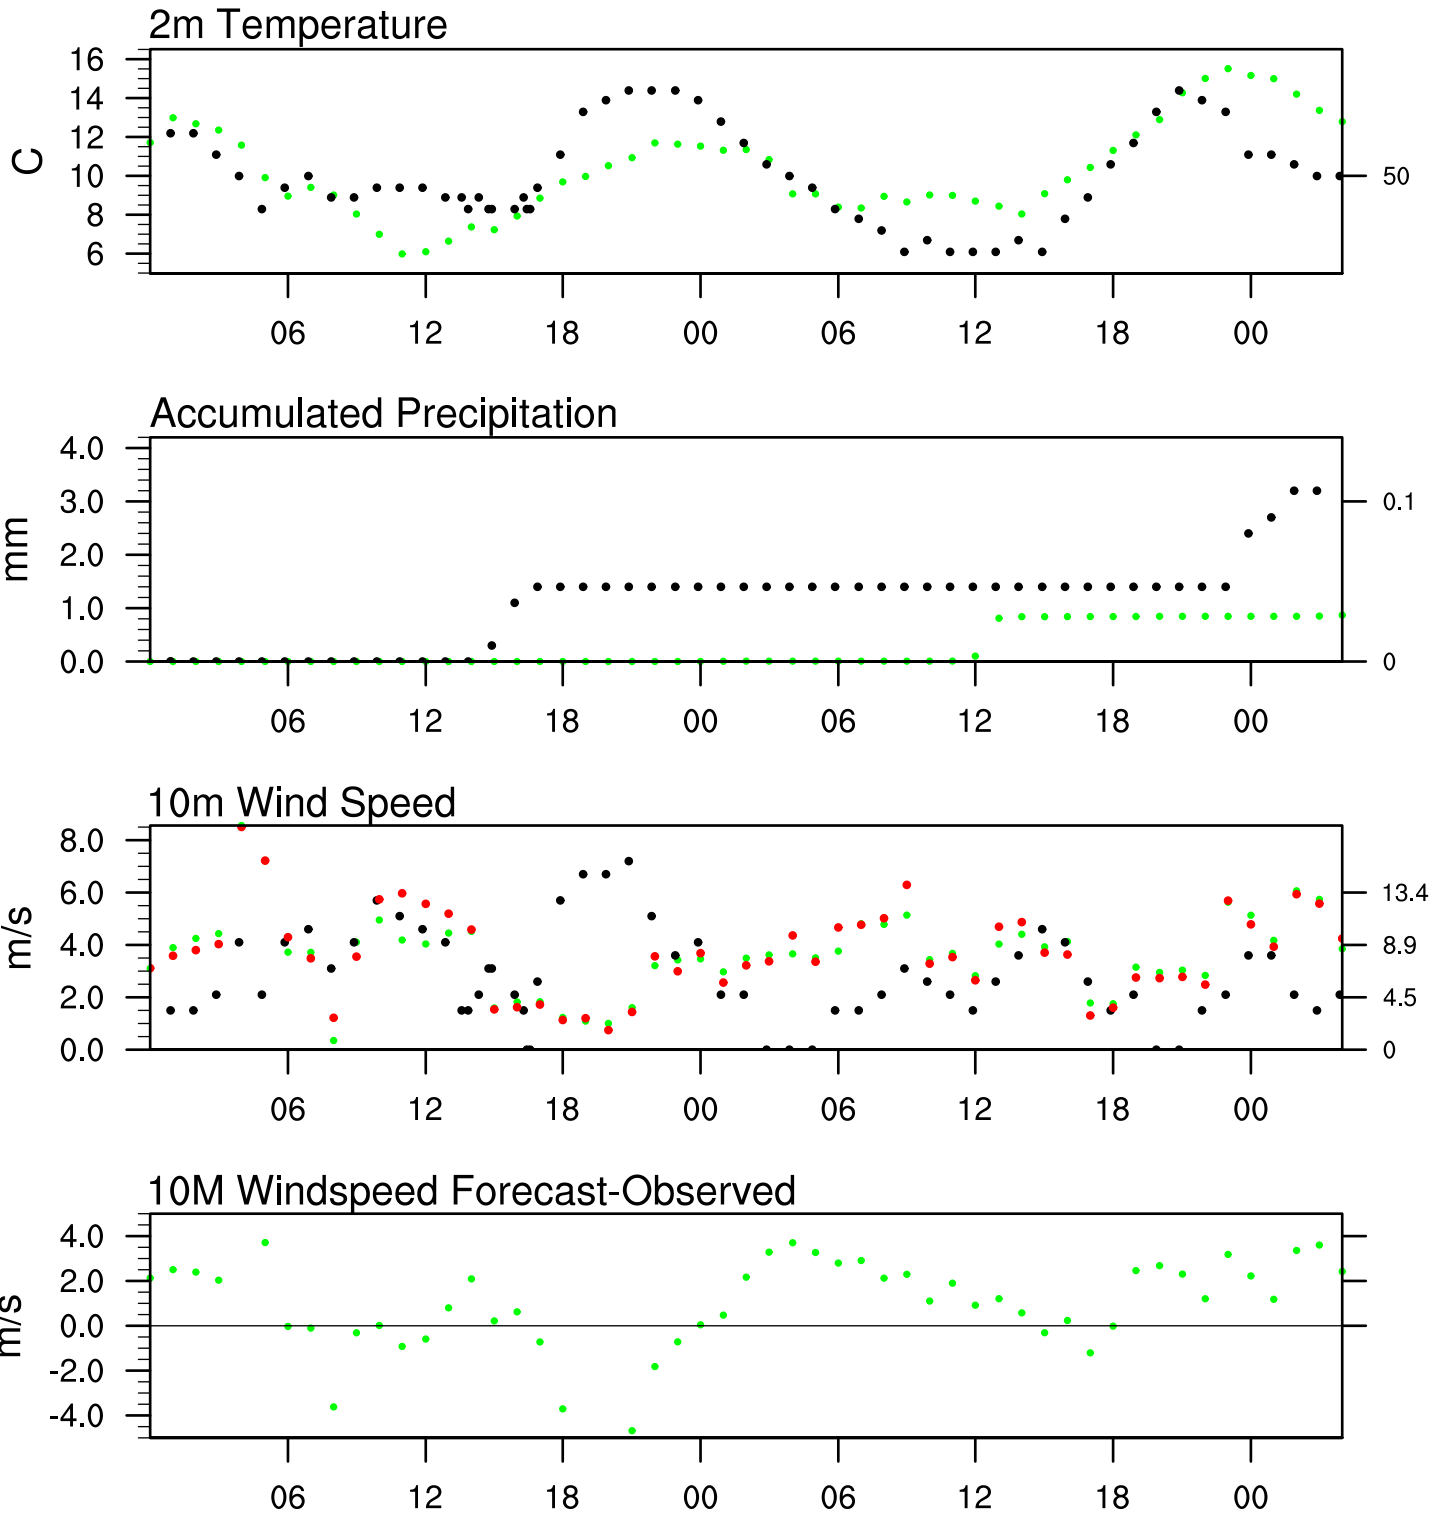 2m Temperature
16
14
12
10
8
6
C
50
06 12 18 00 06 12 18 00
Accumulated Precipitation
4.0
3.0
2.0
1.0
0.0
mm
0.1
0
06 12 18 00 06 12 18 00
10m Wind Speed
8.0
6.0
4.0
2.0
0.0
m/s
13.4
8.9
4.5
0
06 12 18 00 06 12 18 00
10M Windspeed Forecast-Observed
4.0
2.0
0.0
-2.0
-4.0
m/s
06 12 18 00 06 12 18 00